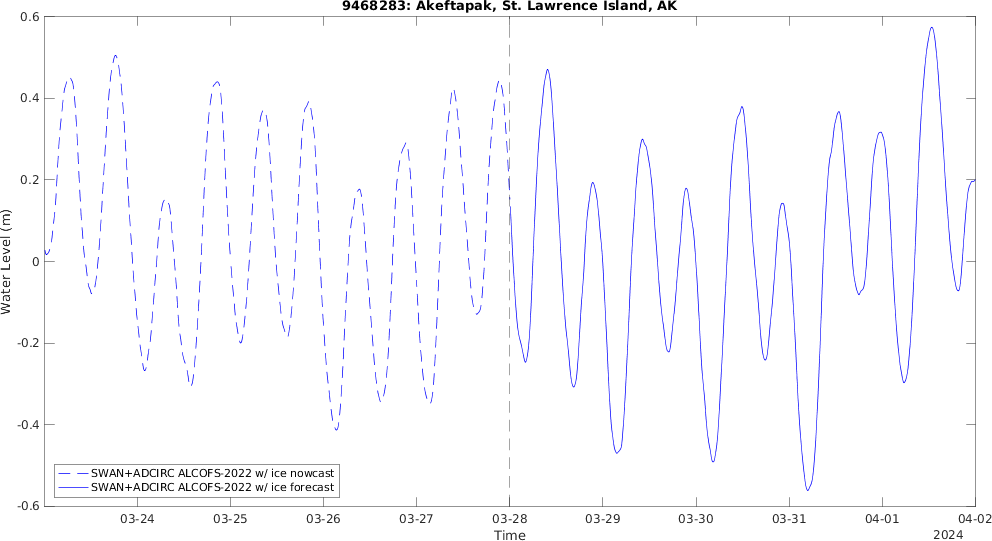 9468283: Akeftapak, St. Lawrence Island, AK
0.6
0.4
0.2
0
-0.2
-0.4
-0.6
Water Level (m)
SWAN+ADCIRC ALCOFS-2022 w/ ice nowcast
SWAN+ADCIRC ALCOFS-2022 w/ ice forecast
03-24 03-25 03-26 03-27 03-28 03-29 03-30 03-31 04-01 04-02
Time
2024